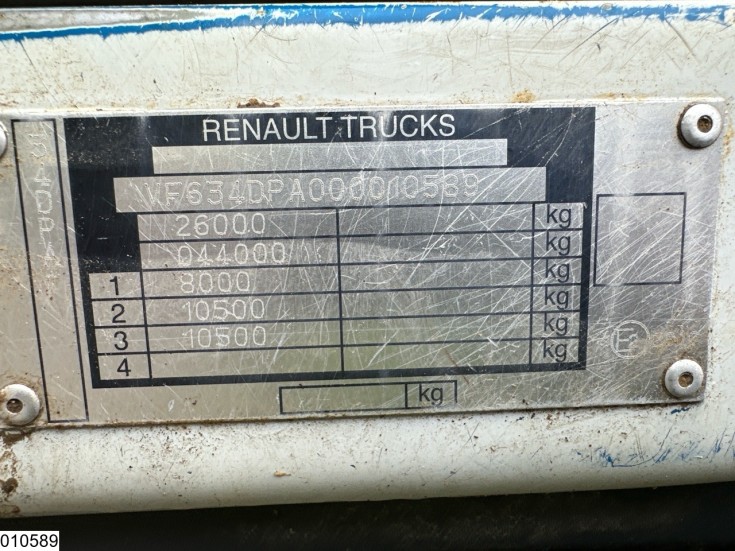 RENAULT TRUCKS
VF634DPA000010589
26000 kg
044000 kg
1 8000 kg
2 10500 kg
3 10500 kg
4 kg
kg
34DPA
010589